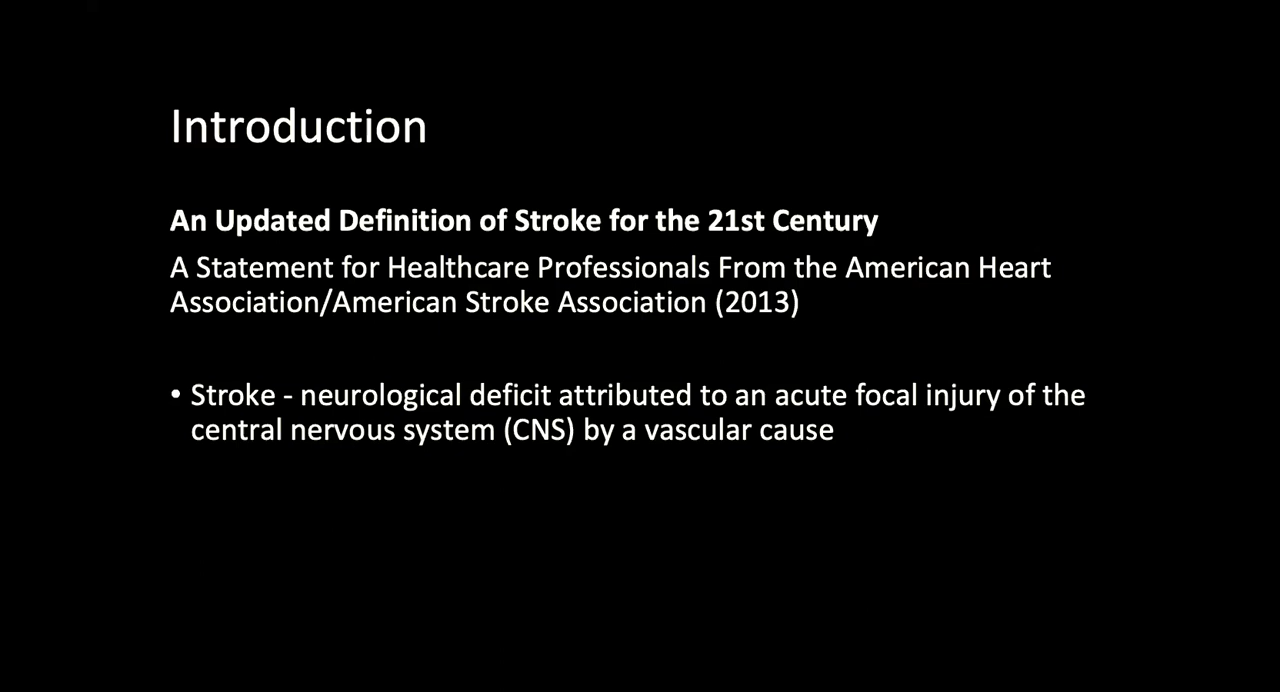 Introduction
An Updated Definition of Stroke for the 21st Century
A Statement for Healthcare Professionals From the American Heart
Association/American Stroke Association (2013)
• Stroke - neurological deficit attributed to an acute focal injury of the
central nervous system (CNS) by a vascular cause